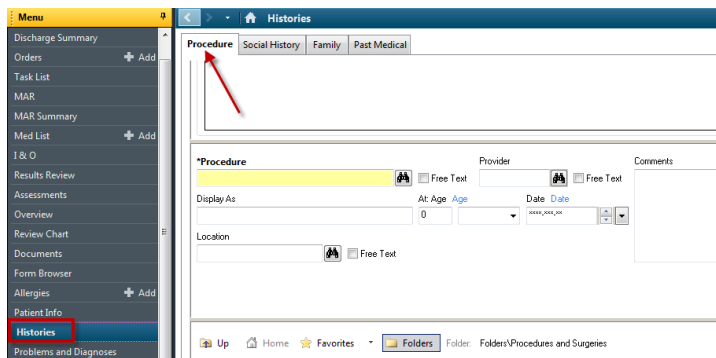 Menu
Discharge Summary
Orders Add
Task List
MAR
MAR Summary
Med List Add
I & O
Results Review
Assessments
Overview
Review Chart
Documents
Form Browser
Allergies Add
Patient Info
Histories
Problems and Diagnoses
Histories
Procedure Social History Family Past Medical
*Procedure Provider Comments
Free Text Free Text
Display As At: Age Age Date Date
0 xxxx,xxx,xx
Location
Free Text
Up Home Favorites Folders Folder: Folders\Procedures and Surgeries